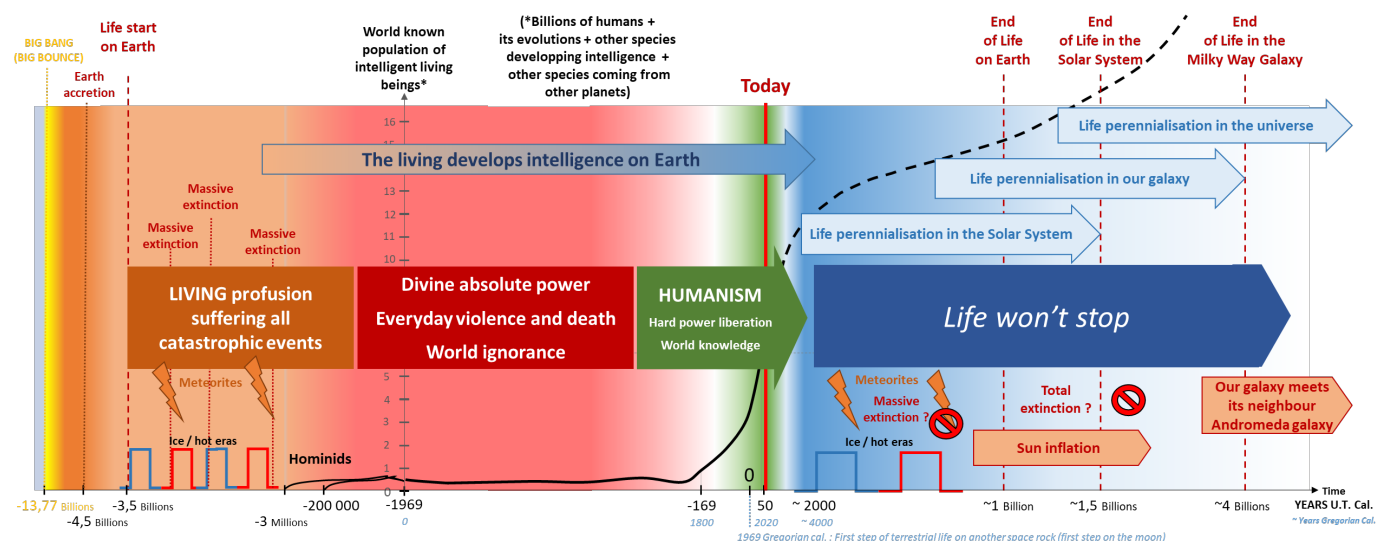 BIG BANG
(BIG BOUNCE)
Life start
on Earth
Earth
accretion
World known
population of
intelligent living
beings*
(*Billions of humans +
its evolutions + other species
developping intelligence +
other species coming from
other planets)
Today
End
of Life
on Earth
End
of Life in the
Solar System
End
of Life in the
Milky Way Galaxy
16
15
14
13
12
11
10
The living develops intelligence on Earth
Life perennialisation in the universe
Life perennialisation in our galaxy
Life perennialisation in the Solar System
Massive
extinction
Massive
extinction
Massive
extinction
LIVING profusion
suffering all
catastrophic events
Divine absolute power
Everyday violence and death
World ignorance
HUMANISM
Hard power liberation
World knowledge
Life won't stop
5
4
3
2
1
0
Meteorites
Ice / hot eras
Hominids
0
Meteorites
Massive
extinction ?
Ice / hot eras
Total
extinction ?
Sun inflation
Our galaxy meets
its neighbour
Andromeda galaxy
-13,77 Billions
-4,5 Billions
-3,5 Billions
-3 Millions
-200 000
-1969
0
-169
1800
50
2020
~ 2000
~ 4000
~1 Billion
~1,5 Billions
~4 Billions
Time
YEARS U.T. Cal.
~ Years Gregorian Cal.
1969 Gregorian cal. : First step of terrestrial life on another space rock (first step on the moon)